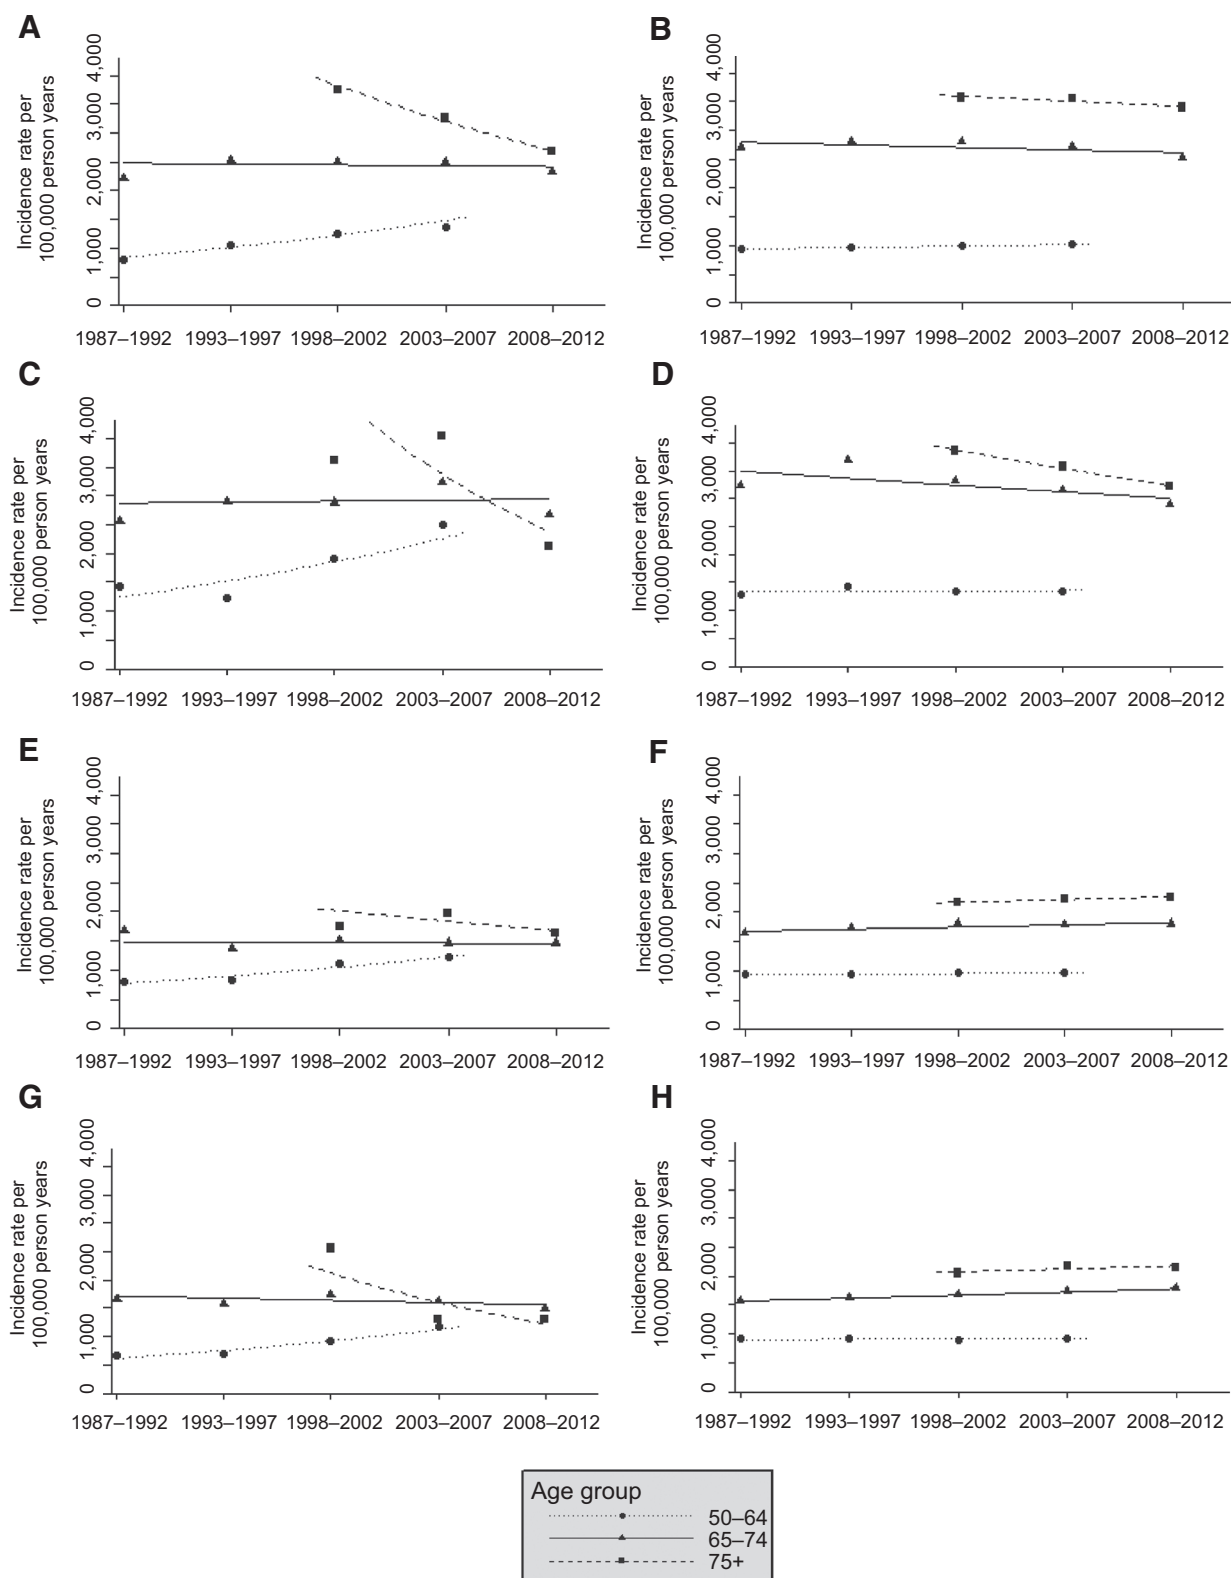 A
Incidence rate per
100,000 person years
4,000
3,000
2,000
1,000
0
1987–1992 1993–1997 1998–2002 2003–2007 2008–2012
B
Incidence rate per
100,000 person years
4,000
3,000
2,000
1,000
0
1987–1992 1993–1997 1998–2002 2003–2007 2008–2012
C
Incidence rate per
100,000 person years
4,000
3,000
2,000
1,000
0
1987–1992 1993–1997 1998–2002 2003–2007 2008–2012
D
Incidence rate per
100,000 person years
4,000
3,000
2,000
1,000
0
1987–1992 1993–1997 1998–2002 2003–2007 2008–2012
E
Incidence rate per
100,000 person years
4,000
3,000
2,000
1,000
0
1987–1992 1993–1997 1998–2002 2003–2007 2008–2012
F
Incidence rate per
100,000 person years
4,000
3,000
2,000
1,000
0
1987–1992 1993–1997 1998–2002 2003–2007 2008–2012
G
Incidence rate per
100,000 person years
4,000
3,000
2,000
1,000
0
1987–1992 1993–1997 1998–2002 2003–2007 2008–2012
H
Incidence rate per
100,000 person years
4,000
3,000
2,000
1,000
0
1987–1992 1993–1997 1998–2002 2003–2007 2008–2012
Age group
50–64
65–74
75+